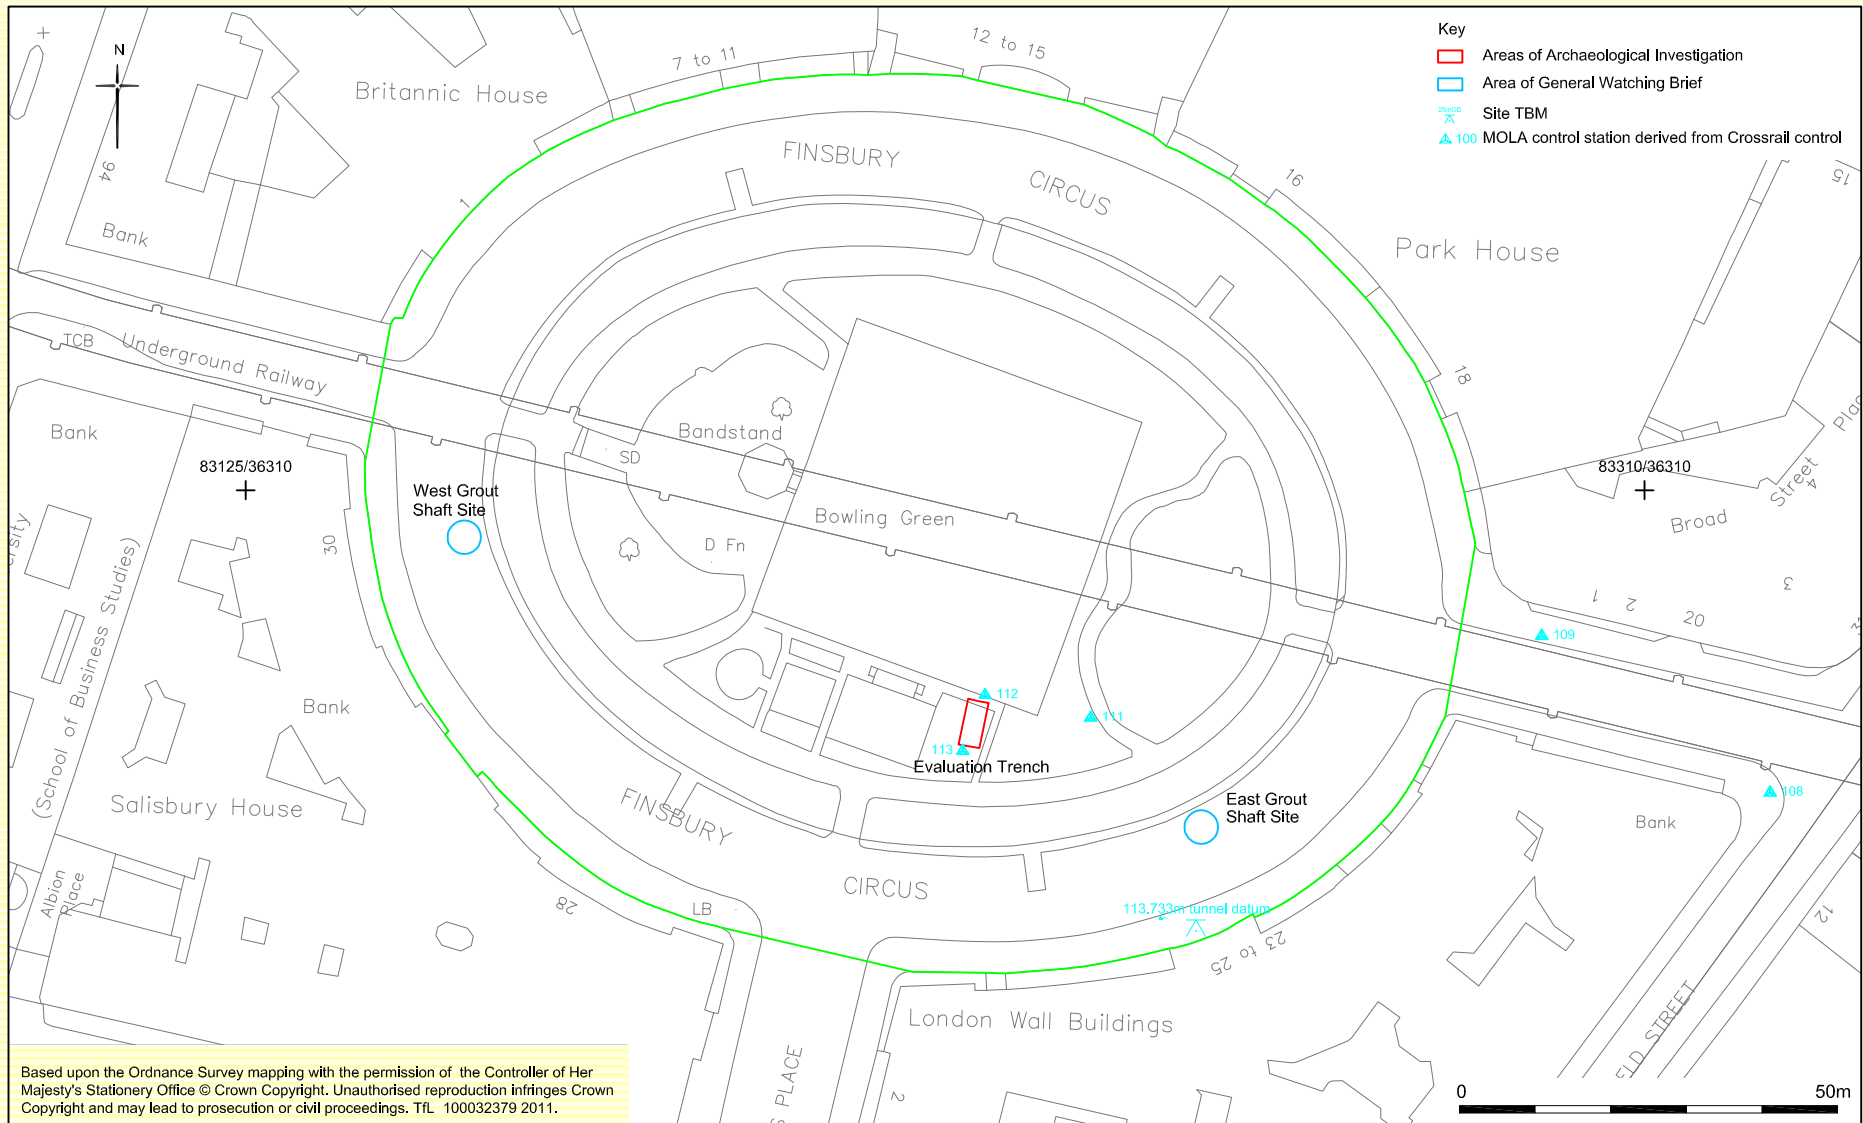 Key
Areas of Archaeological Investigation
Area of General Watching Brief
25mOD
Site TBM
100 MOLA control station derived from Crossrail control
N
94
Britannic House
7 to 11
12 to 15
FINSBURY
CIRCUS
16
15
1
Bank
Park House
TCB
Underground Railway
18
Bank
Bandstand
SD
83125/36310
83310/36310
West Grout
Shaft Site
Bowling Green
Broad
Street
4
D Fn
30
(School of Business Studies)
1
2
20
3
109
112
111
113
Evaluation Trench
Bank
Salisbury House
FINSBURY
CIRCUS
East Grout
Shaft Site
108
Bank
Albion
Place
28
LB
113.733m tunnel datum
23 to 25
12
London Wall Buildings
PLACE
2
STREET
0
50m
Based upon the Ordnance Survey mapping with the permission of the Controller of Her
Majesty's Stationery Office © Crown Copyright. Unauthorised reproduction infringes Crown
Copyright and may lead to prosecution or civil proceedings. TfL 100032379 2011.